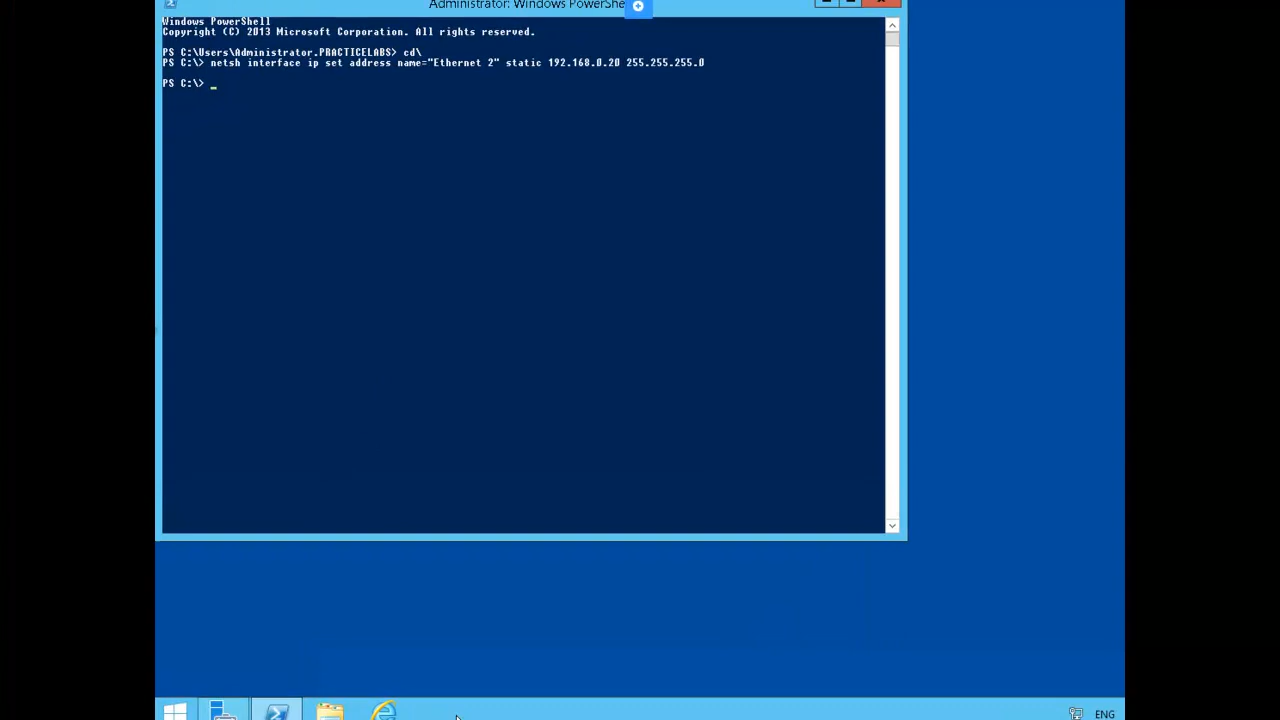 Administrator: Windows PowerShe
Windows PowerShell
Copyright (C) 2013 Microsoft Corporation. All rights reserved.
PS C:\Users\Administrator.PRACTICELABS> cd\
PS C:\> netsh interface ip set address name="Ethernet 2" static 192.168.0.20 255.255.255.0
PS C:\> _
ENG